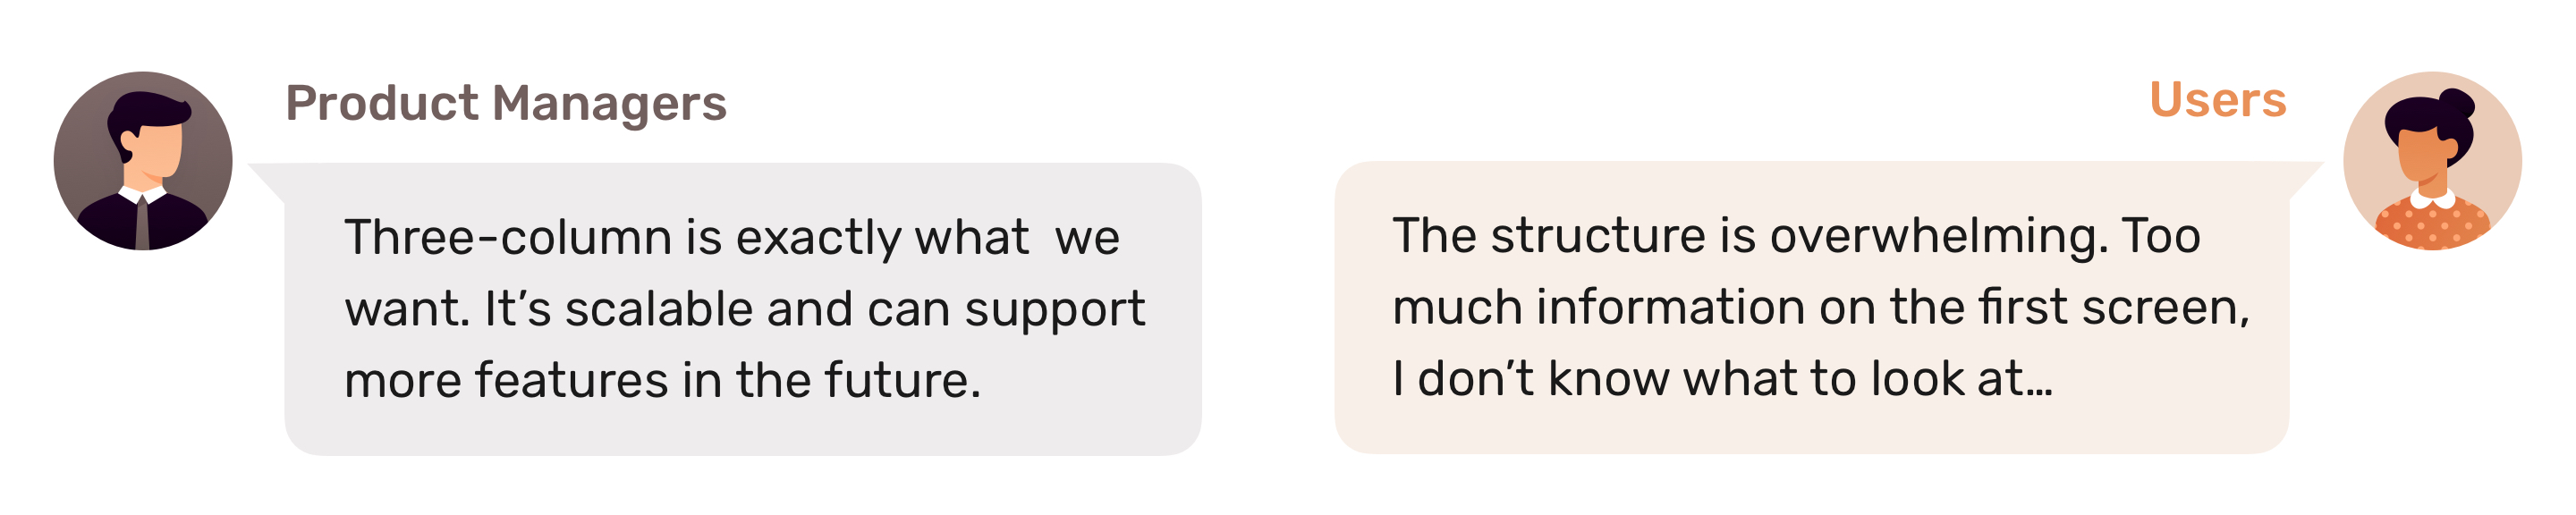 Product Managers
Three-column is exactly what  we
want. It’s scalable and can support
more features in the future.
Users
The structure is overwhelming. Too
much information on the first screen,
I don’t know what to look at…